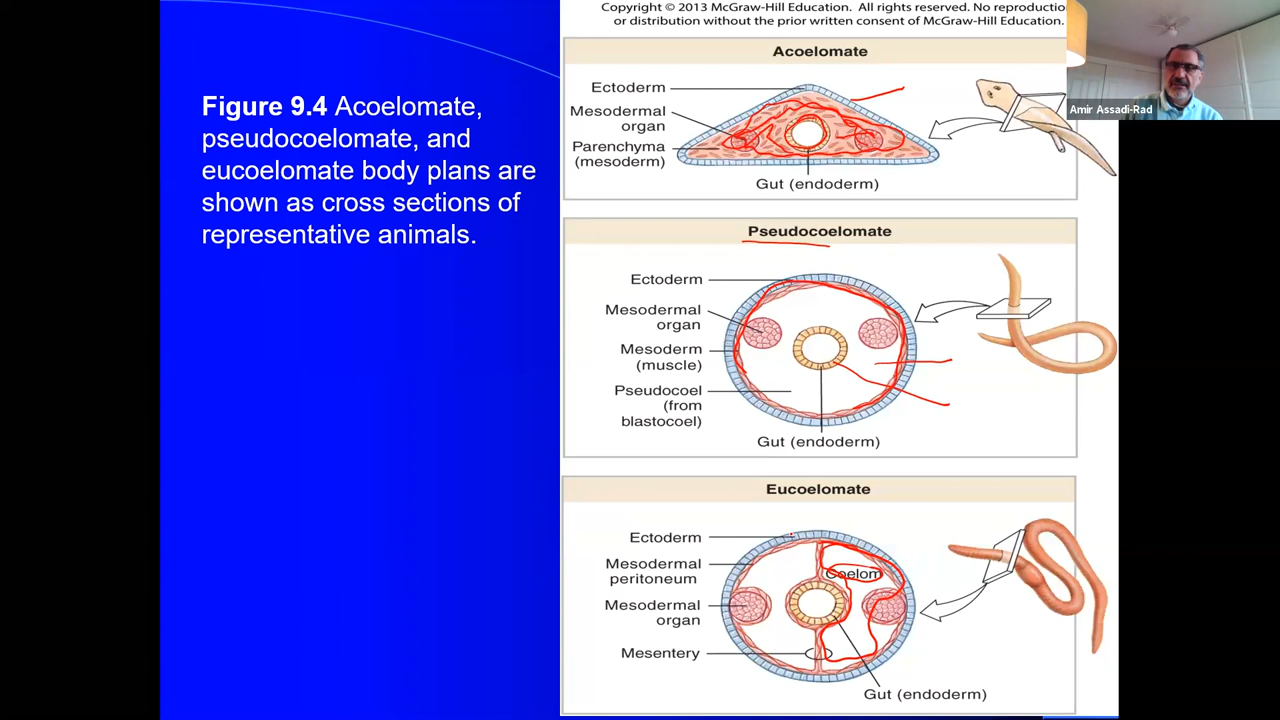 Copyright © 2013 McGraw-Hill Education. All rights reserved. No reproductio
or distribution without the prior written consent of McGraw-Hill Education.
Amir Assadi-Rad
Figure 9.4 Acoelomate,
pseudocoelomate, and
eucoelomate body plans are
shown as cross sections of
representative animals.
Acoelomate
Ectoderm
Mesodermal
organ
Parenchyma
(mesoderm)
Gut (endoderm)
Pseudocoelomate
Ectoderm
Mesodermal
organ
Mesoderm
(muscle)
Pseudocoel
(from
blastocoel)
Gut (endoderm)
Eucoelomate
Ectoderm
Mesodermal
peritoneum
Coelom
Mesodermal
organ
Mesentery
Gut (endoderm)